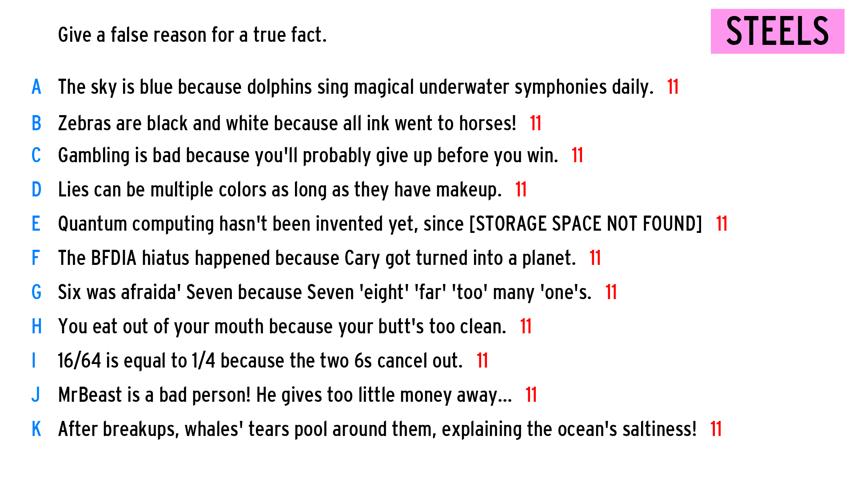 Give a false reason for a true fact.
STEELS
A The sky is blue because dolphins sing magical underwater symphonies daily. 11
B Zebras are black and white because all ink went to horses! 11
C Gambling is bad because you'll probably give up before you win. 11
D Lies can be multiple colors as long as they have makeup. 11
E Quantum computing hasn't been invented yet, since [STORAGE SPACE NOT FOUND] 11
F The BFDIA hiatus happened because Cary got turned into a planet. 11
G Six was afraida' Seven because Seven 'eight' 'far' 'too' many 'one's. 11
H You eat out of your mouth because your butt's too clean. 11
I 16/64 is equal to 1/4 because the two 6s cancel out. 11
J MrBeast is a bad person! He gives too little money away... 11
K After breakups, whales' tears pool around them, explaining the ocean's saltiness! 11